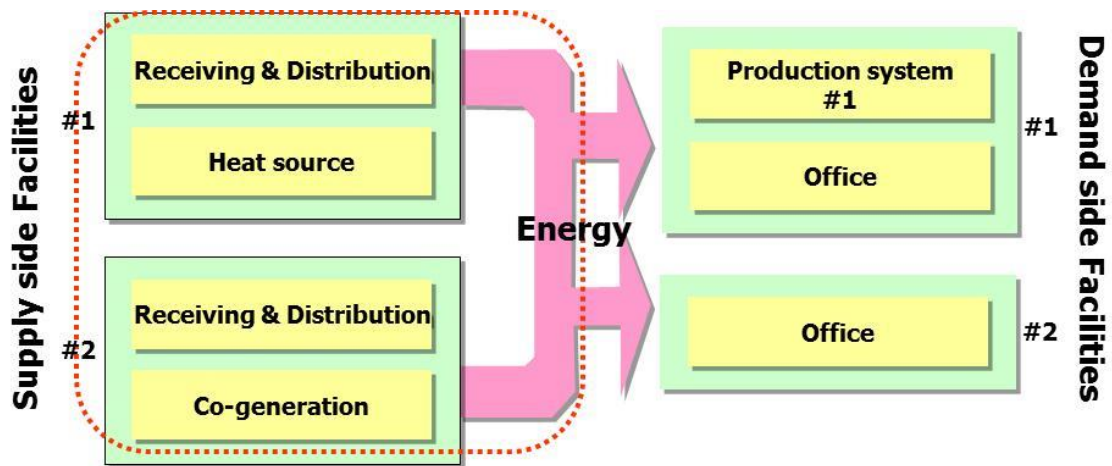 Supply side Facilities
#1
Receiving & Distribution
Heat source
#2
Receiving & Distribution
Co-generation
Energy
Production system
#1
Office
#1
Office
#2
Demand side Facilities